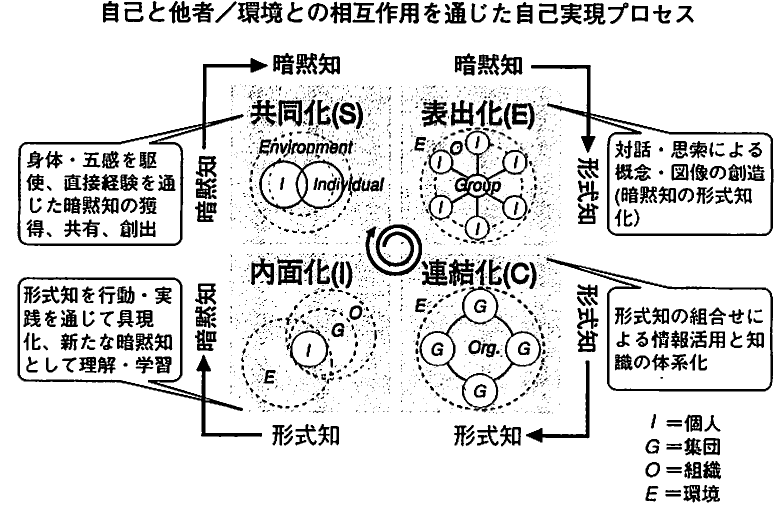 自己と他者／環境との相互作用を通じた自己実現プロセス
暗黙知
暗黙知
共同化(S)
表出化(E)
Environment
I
Individual
暗黙知
身体・五感を駆
使、直接経験を通
じた暗黙知の獲
得、共有、創出
E
O
I
I
I
Group
I
I
I
形式知
対話・思索による
概念・図像の創造
(暗黙知の形式知
化)
内面化(I)
連結化(C)
暗黙知
形式知を行動・実
践を通じて具現
化、新たな暗黙知
として理解・学習
O
G
I
E
E
G
G
Org.
G
G
形式知
形式知の組合せに
よる情報活用と知
識の体系化
形式知
形式知
I＝個人
G＝集団
O＝組織
E＝環境